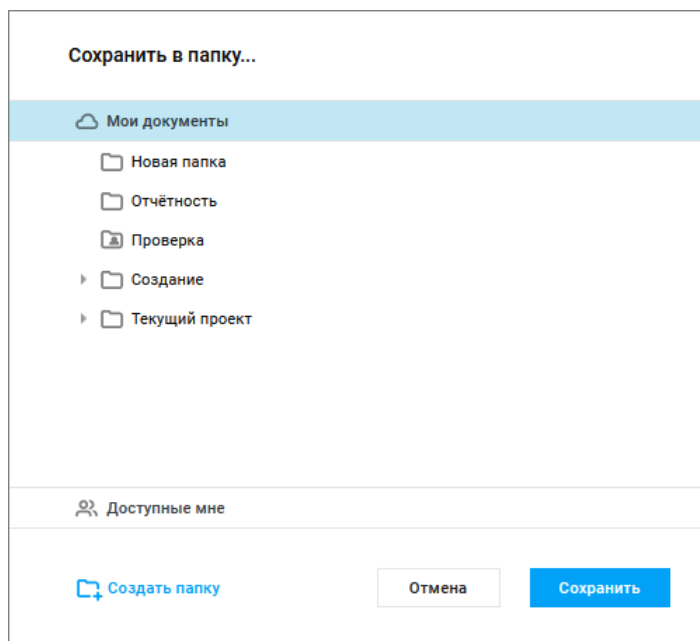 Сохранить в папку...
Мои документы
Новая папка
Отчётность
Проверка
Создание
Текущий проект
Доступные мне
Создать папку
Отмена
Сохранить